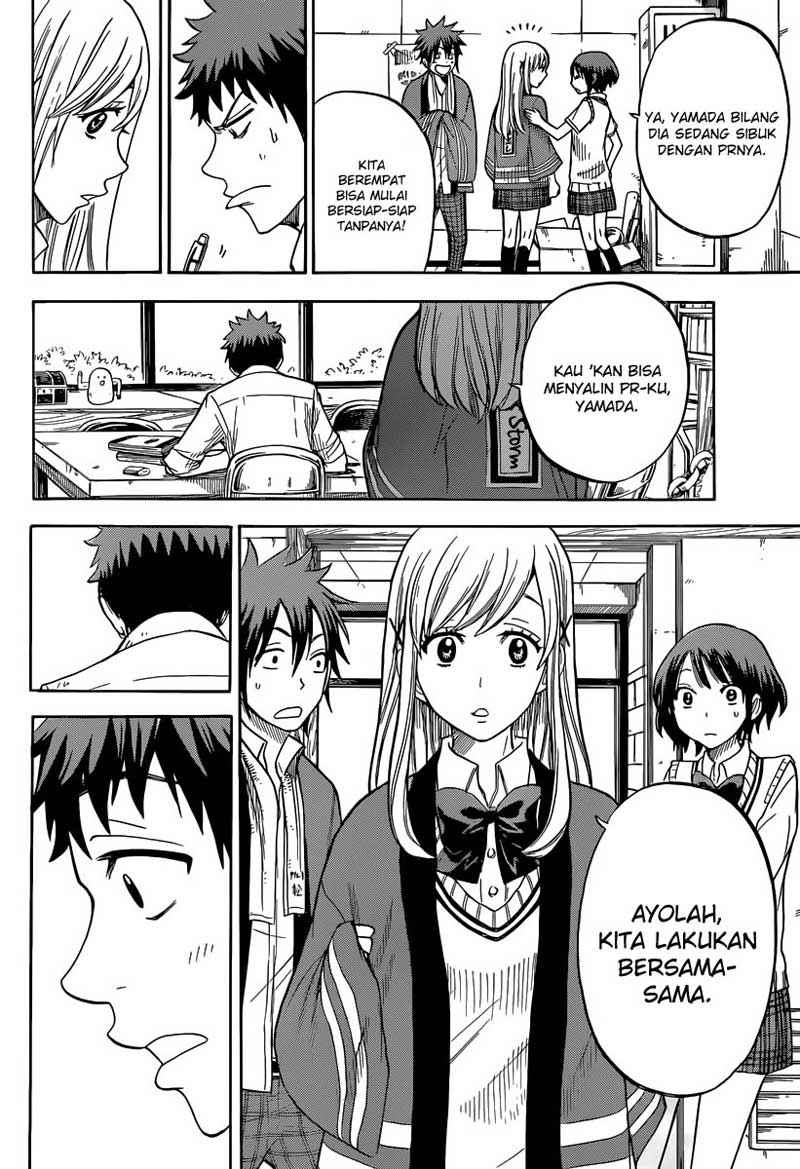 YA, YAMADA BILANG
DIA SEDANG SIBUK
DENGAN PRNYA.
KITA
BEREMPAT
BISA MULAI
BERSIAP-SIAP
TANPANYA!
KAU 'KAN BISA
MENYALIN PR-KU,
YAMADA.
Storm
AYOLAH,
KITA LAKUKAN
BERSAMA-
SAMA.